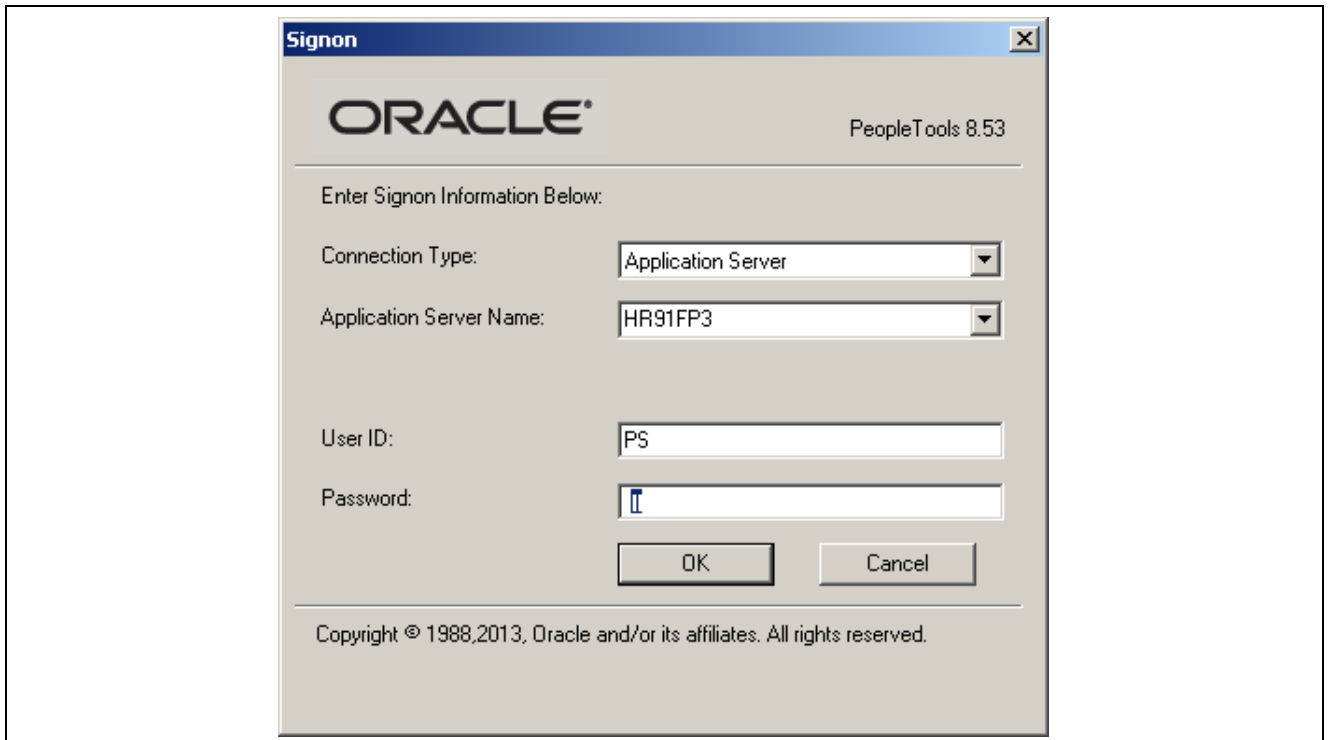 Signon
ORACLE®
PeopleTools 8.53
Enter Signon Information Below:
Connection Type: Application Server
Application Server Name: HR91FP3
User ID: PS
Password:
OK Cancel
Copyright © 1988,2013, Oracle and/or its affiliates. All rights reserved.